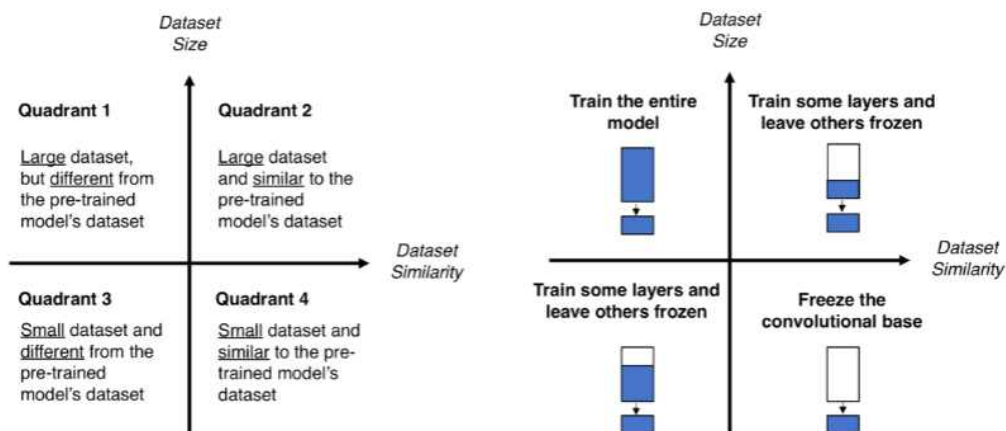 Dataset
Size
Quadrant 1
Large dataset,
but different from
the pre-trained
model's dataset
Quadrant 2
Large dataset
and similar to the
pre-trained
model's dataset
Dataset
Similarity
Quadrant 3
Small dataset and
different from the
pre-trained
model's dataset
Quadrant 4
Small dataset and
similar to the pre-
trained model's
dataset
Dataset
Size
Train the entire
model
Train some layers and
leave others frozen
Dataset
Similarity
Train some layers and
leave others frozen
Freeze the
convolutional base